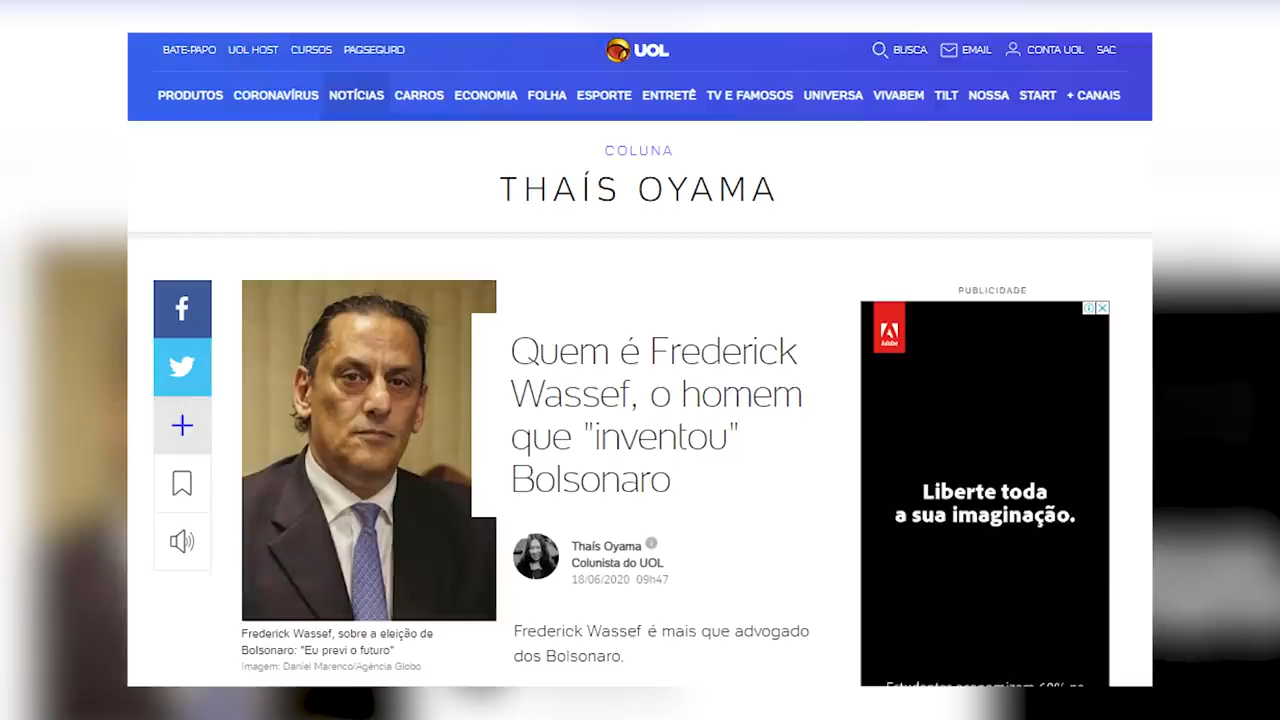 BATE-PAPO UOL HOST CURSOS PAGSEGURO
UOL
BUSCA EMAIL CONTA UOL SAC
PRODUTOS CORONAVÍRUS NOTÍCIAS CARROS ECONOMIA FOLHA ESPORTE ENTRETÊ TV E FAMOSOS UNIVERSA VIVABEM TILT NOSSA START + CANAIS
COLUNA
THAÍS OYAMA
Quem é Frederick
Wassef, o homem
que "inventou"
Bolsonaro
Thaís Oyama
Colunista do UOL
18/06/2020 09h47
Frederick Wassef, sobre a eleição de
Bolsonaro: "Eu previ o futuro"
Imagem: Daniel Marenco/Agência Globo
Frederick Wassef é mais que advogado
dos Bolsonaro.
PUBLICIDADE
Adobe
Liberte toda
a sua imaginação.